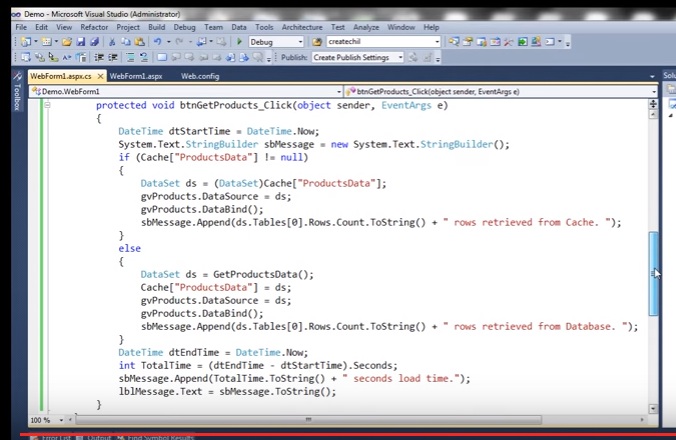 Demo - Microsoft Visual Studio (Administrator)
File Edit View Refactor Project Build Debug Team Data Tools Architecture Test Analyze Window Help
Debug createchil
Publish: Create Publish Settings
WebForm1.aspx.cs WebForm1.aspx Web.config
Demo.WebForm1 btnGetProducts_Click(object sender, EventArgs e)
Toolbox
protected void btnGetProducts_Click(object sender, EventArgs e)
{
DateTime dtStartTime = DateTime.Now;
System.Text.StringBuilder sbMessage = new System.Text.StringBuilder();
if (Cache["ProductsData"] != null)
{
DataSet ds = (DataSet)Cache["ProductsData"];
gvProducts.DataSource = ds;
gvProducts.DataBind();
sbMessage.Append(ds.Tables[0].Rows.Count.ToString() + " rows retrieved from Cache. ");
}
else
{
DataSet ds = GetProductsData();
Cache["ProductsData"] = ds;
gvProducts.DataSource = ds;
gvProducts.DataBind();
sbMessage.Append(ds.Tables[0].Rows.Count.ToString() + " rows retrieved from Database. ");
}
DateTime dtEndTime = DateTime.Now;
int TotalTime = (dtEndTime - dtStartTime).Seconds;
sbMessage.Append(TotalTime.ToString() + " seconds load time.");
lblMessage.Text = sbMessage.ToString();
}
100 %
Error List Output Find Symbol Results